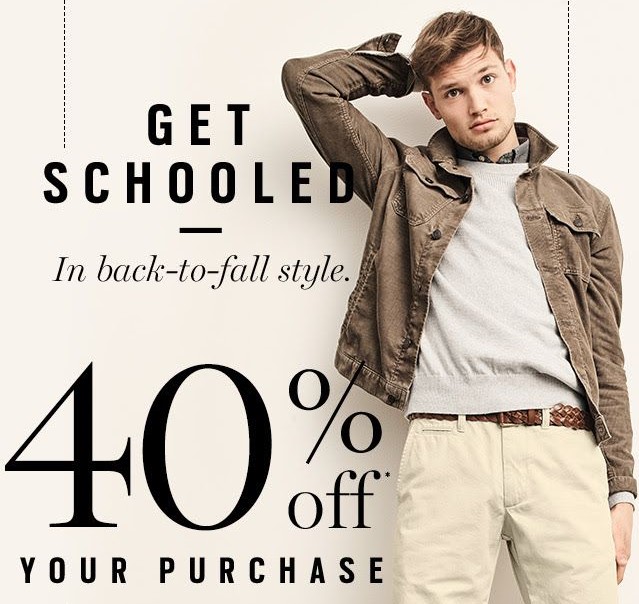 GET
SCHOOLED
In back-to-fall style.
40% off*
YOUR PURCHASE